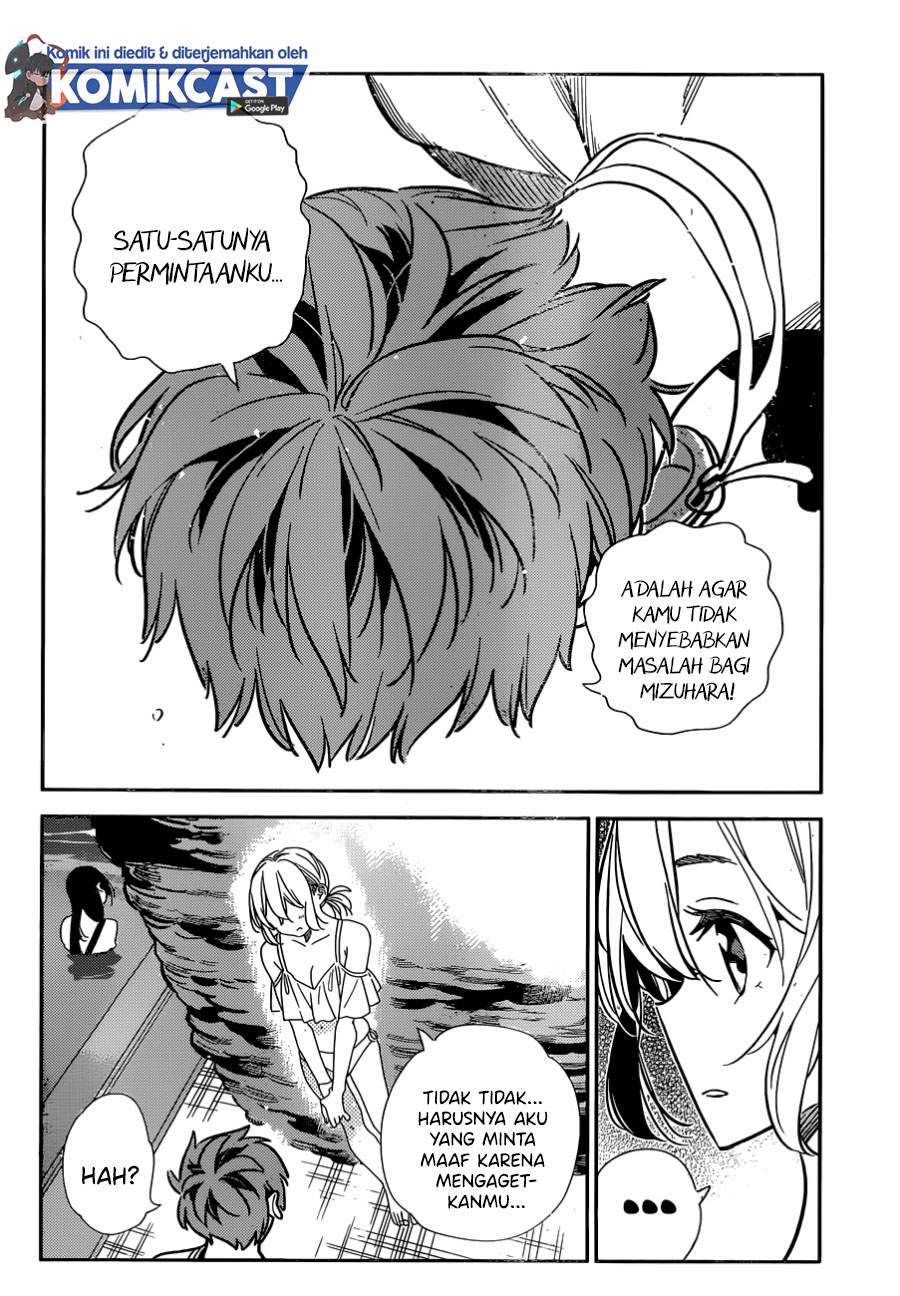 Komik ini diedit & diterjemahkan oleh
KOMIKCAST
GET IT ON
Google Play
SATU-SATUNYA
PERMINTAANKU...
ADALAH AGAR
KAMU TIDAK
MENYEBABKAN
MASALAH BAGI
MIZUHARA!
...
TIDAK TIDAK...
HARUSNYA AKU
YANG MINTA
MAAF KARENA
MENGAGET-
KANMU...
HAH?